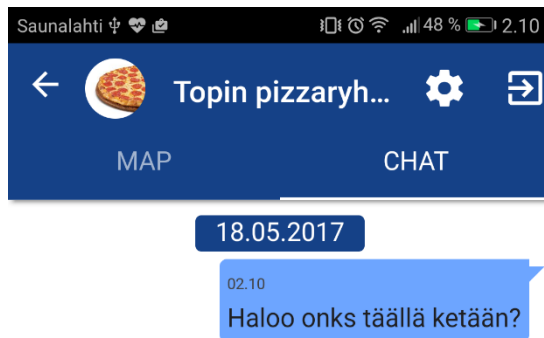 Saunalahti 48 % 2.10
Topin pizzaryh...
MAP CHAT
18.05.2017
02.10
Haloo onks täällä ketään?